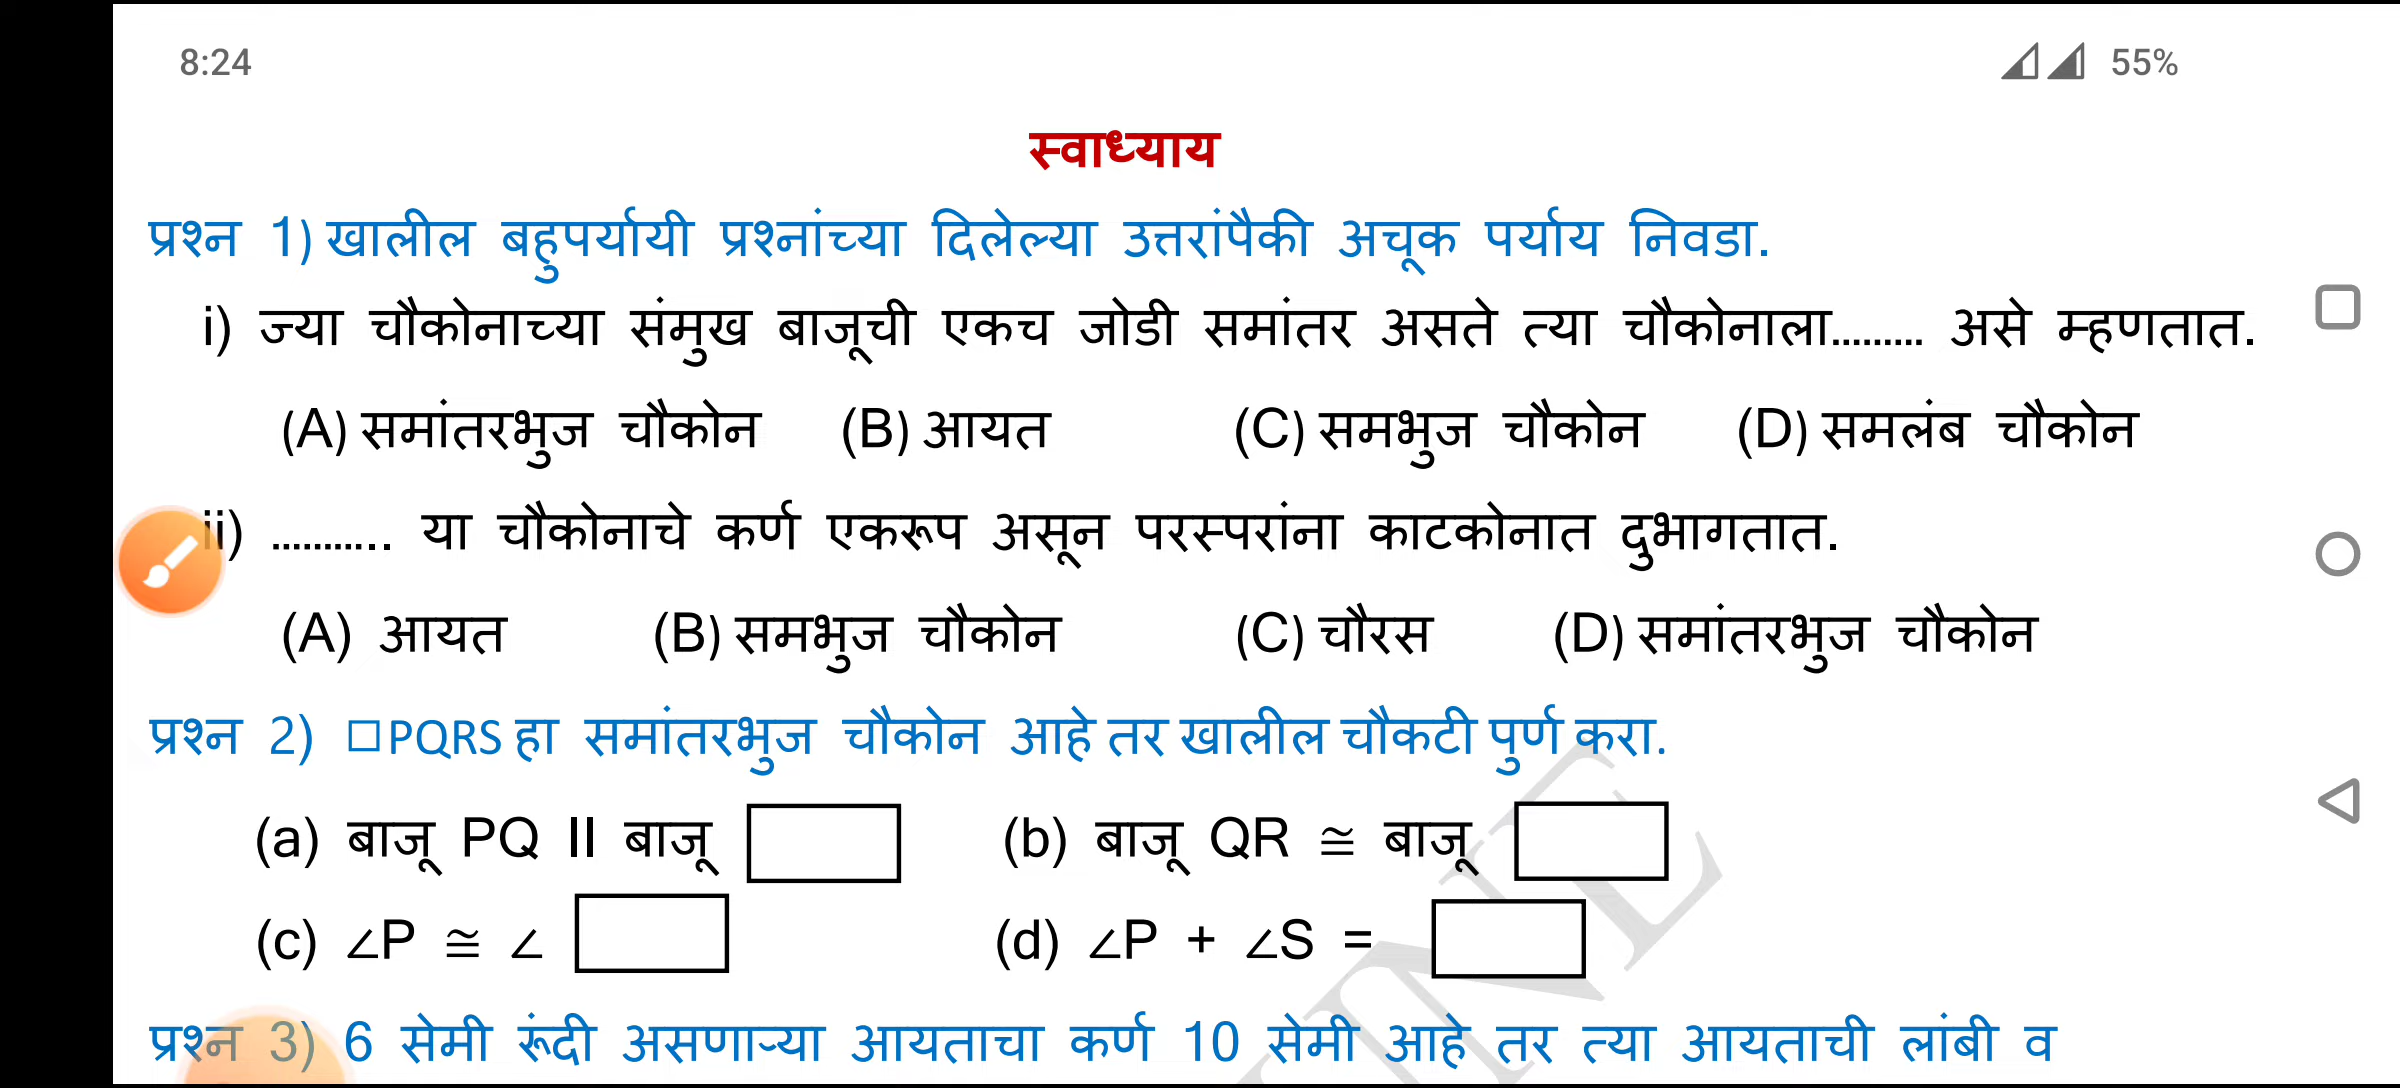 8:24 55%
स्वाध्याय
प्रश्न 1) खालील बहुपर्यायी प्रश्नांच्या दिलेल्या उत्तरांपैकी अचूक पर्याय निवडा.
i) ज्या चौकोनाच्या संमुख बाजूची एकच जोडी समांतर असते त्या चौकोनाला......... असे म्हणतात.
(A) समांतरभुज चौकोन (B) आयत (C) समभुज चौकोन (D) समलंब चौकोन
ii) ........... या चौकोनाचे कर्ण एकरूप असून परस्परांना काटकोनात दुभागतात.
(A) आयत (B) समभुज चौकोन (C) चौरस (D) समांतरभुज चौकोन
प्रश्न 2) □PQRS हा समांतरभुज चौकोन आहे तर खालील चौकटी पुर्ण करा.
(a) बाजू PQ II बाजू (b) बाजू QR ≅ बाजू
(c) ∠P ≅ ∠ (d) ∠P + ∠S =
प्रश्न 3) 6 सेमी रूंदी असणाऱ्या आयताचा कर्ण 10 सेमी आहे तर त्या आयताची लांबी व